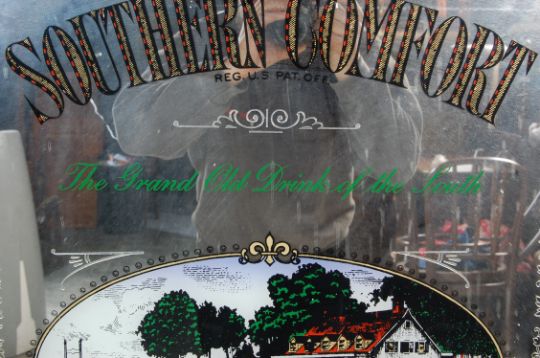 SOUTHERN COMFORT
REG. U.S. PAT. OFF.
The Grand Old Drink of the South